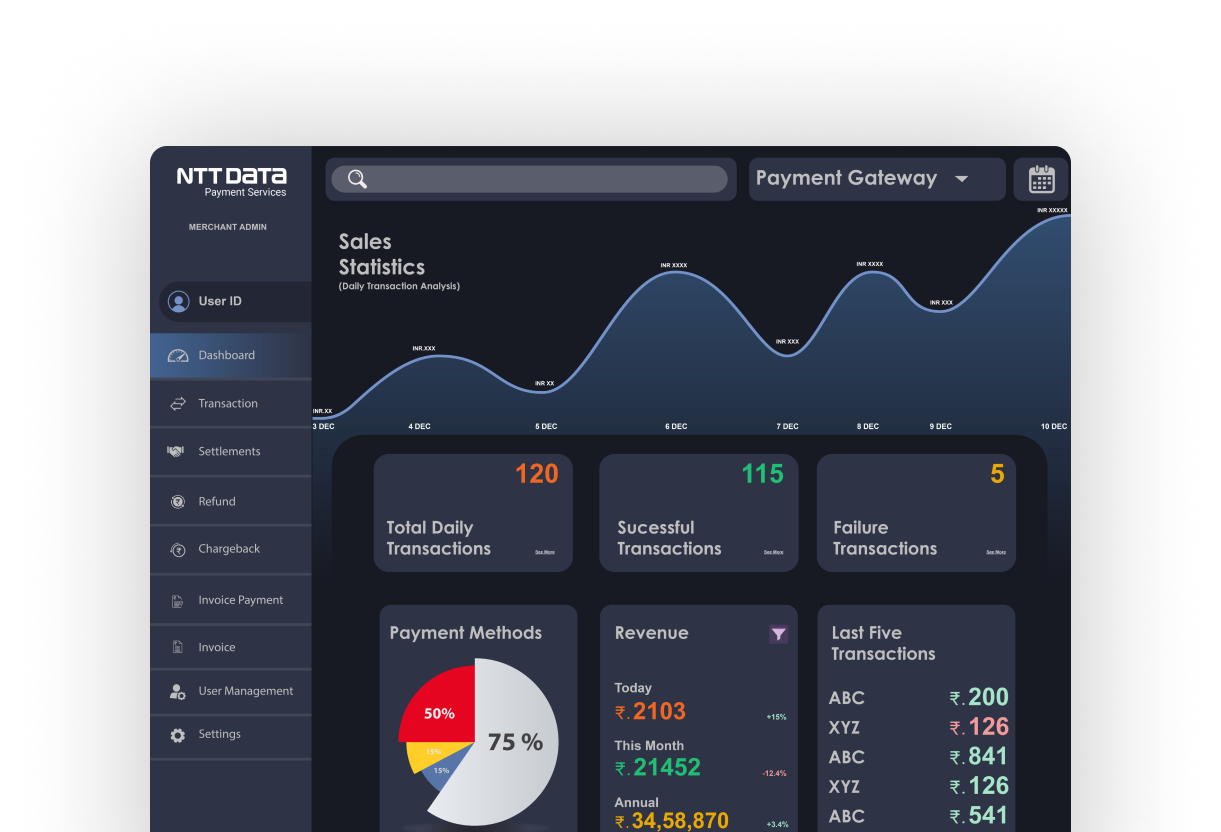 NTT DATA
Payment Services
MERCHANT ADMIN
User ID
Dashboard
Transaction
Settlements
Refund
Chargeback
Invoice Payment
Invoice
User Management
Settings
Payment Gateway
Sales
Statistics
(Daily Transaction Analysis)
INR.XX
INR.XXX
INR XX
INR XXXX
INR XXX
INR XXXX
INR XXX
INR XXXXX
3 DEC
4 DEC
5 DEC
6 DEC
7 DEC
8 DEC
9 DEC
10 DEC
120
Total Daily
Transactions
See More
115
Sucessful
Transactions
See More
5
Failure
Transactions
See More
Payment Methods
50%
75 %
15%
15%
Revenue
Today
₹.2103
+15%
This Month
₹.21452
-12.4%
Annual
₹.34,58,870
+3.4%
Last Five
Transactions
ABC ₹.200
XYZ ₹.126
ABC ₹.841
XYZ ₹.126
ABC ₹.541